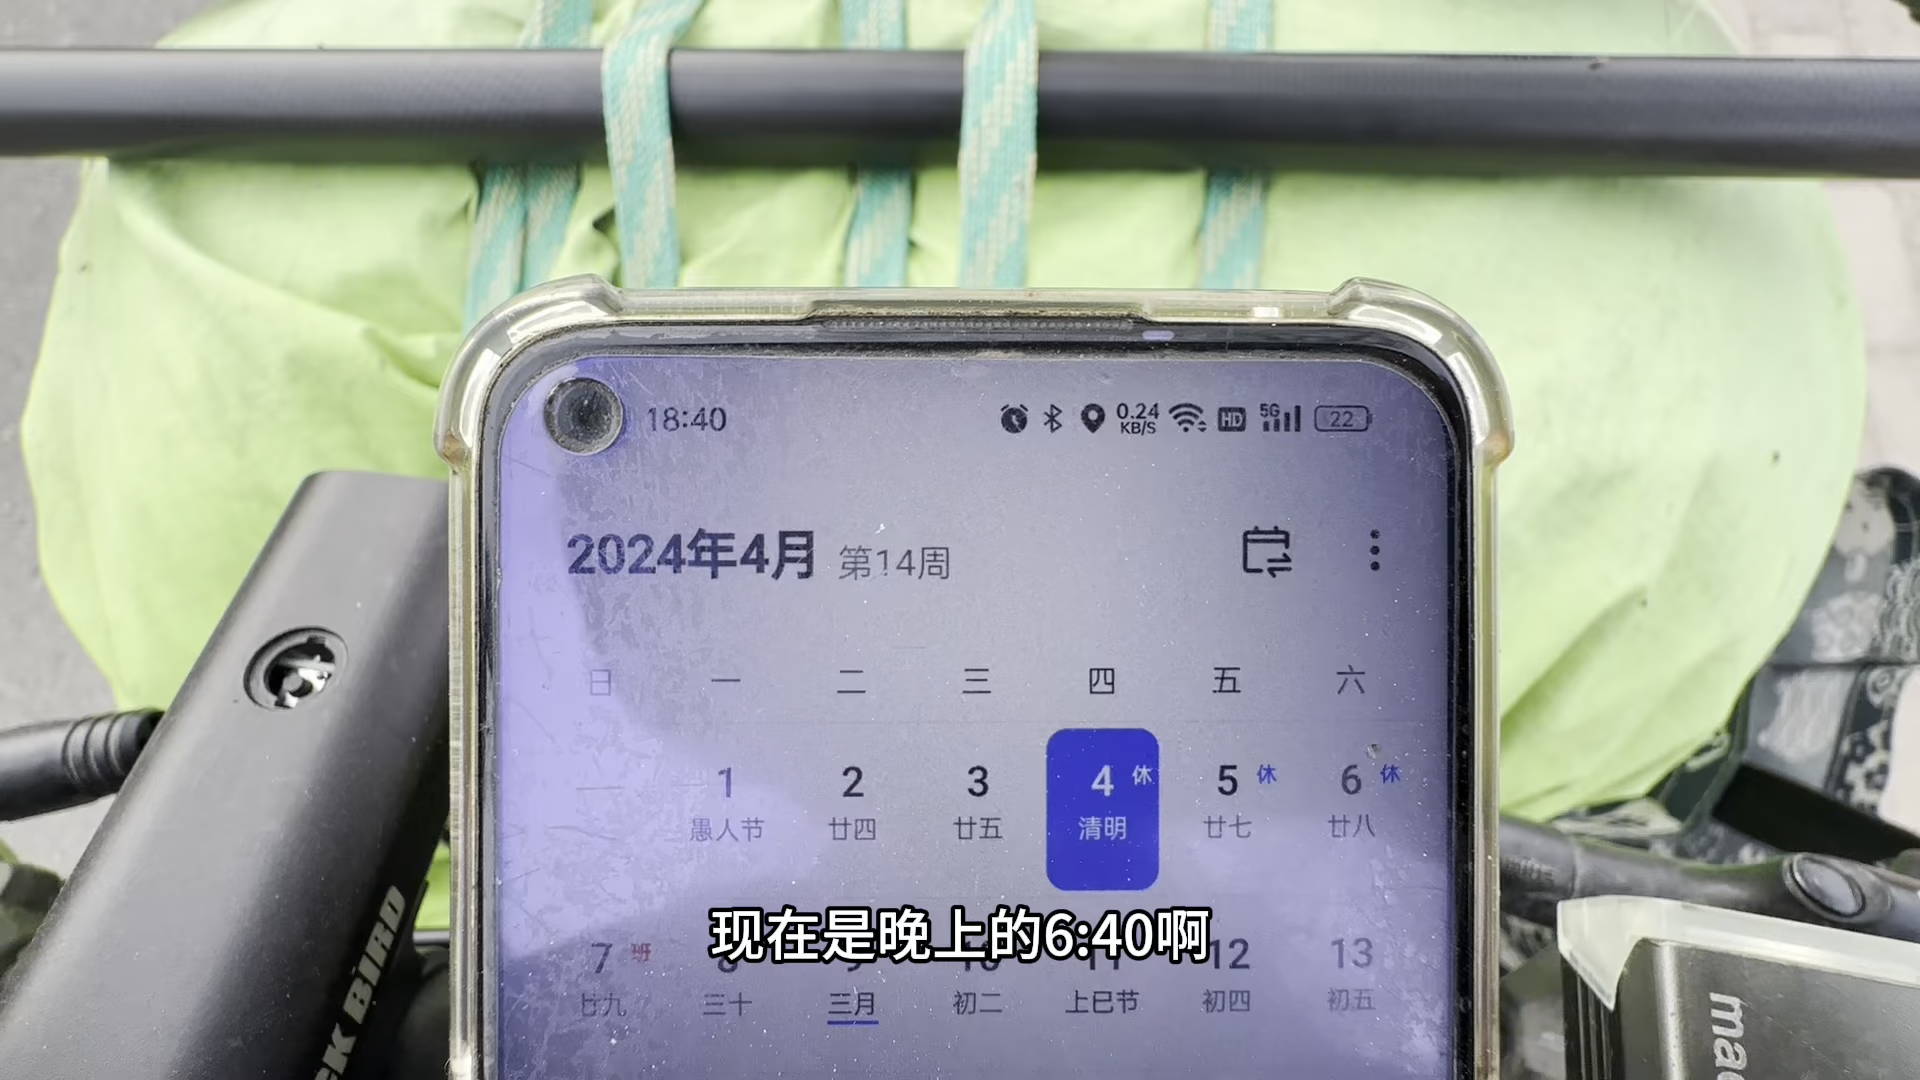 18:40 0.24 KB/S HD 5G 22
2024年4月 第14周
日 一 二 三 四 五 六
1 2 3 4 休 5 休 6 休
愚人节 廿四 廿五 清明 廿七 廿八
现在是晚上的6:40啊
7 班 8 9 10 11 12 13
廿九 三十 三月 初二 上巳节 初四 初五
CK BIRD
ma